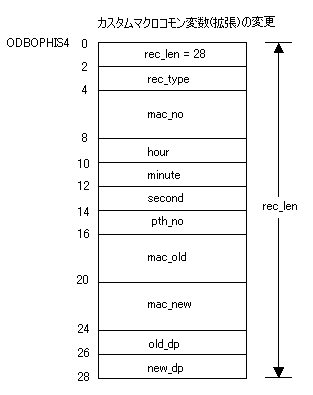 カスタムマクロコモン変数(拡張)の変更
ODBOPHIS4
0
rec_len = 28
2
rec_type
4
mac_no
8
hour
10
minute
12
second
14
pth_no
16
rec_len
mac_old
20
mac_new
24
old_dp
26
new_dp
28